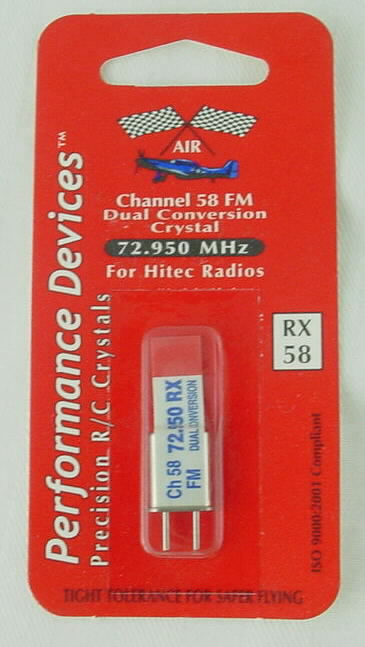 AIR
Channel 58 FM
Dual Conversion
Crystal
72.950 MHz
For Hitec Radios
Performance Devices™
Precision R/C Crystals
RX
58
Ch 58 72.950 RX
DUAL CONVERSION
FM
ISO 9000:2001 Compliant
TIGHT TOLERANCE FOR SAFER FLYING